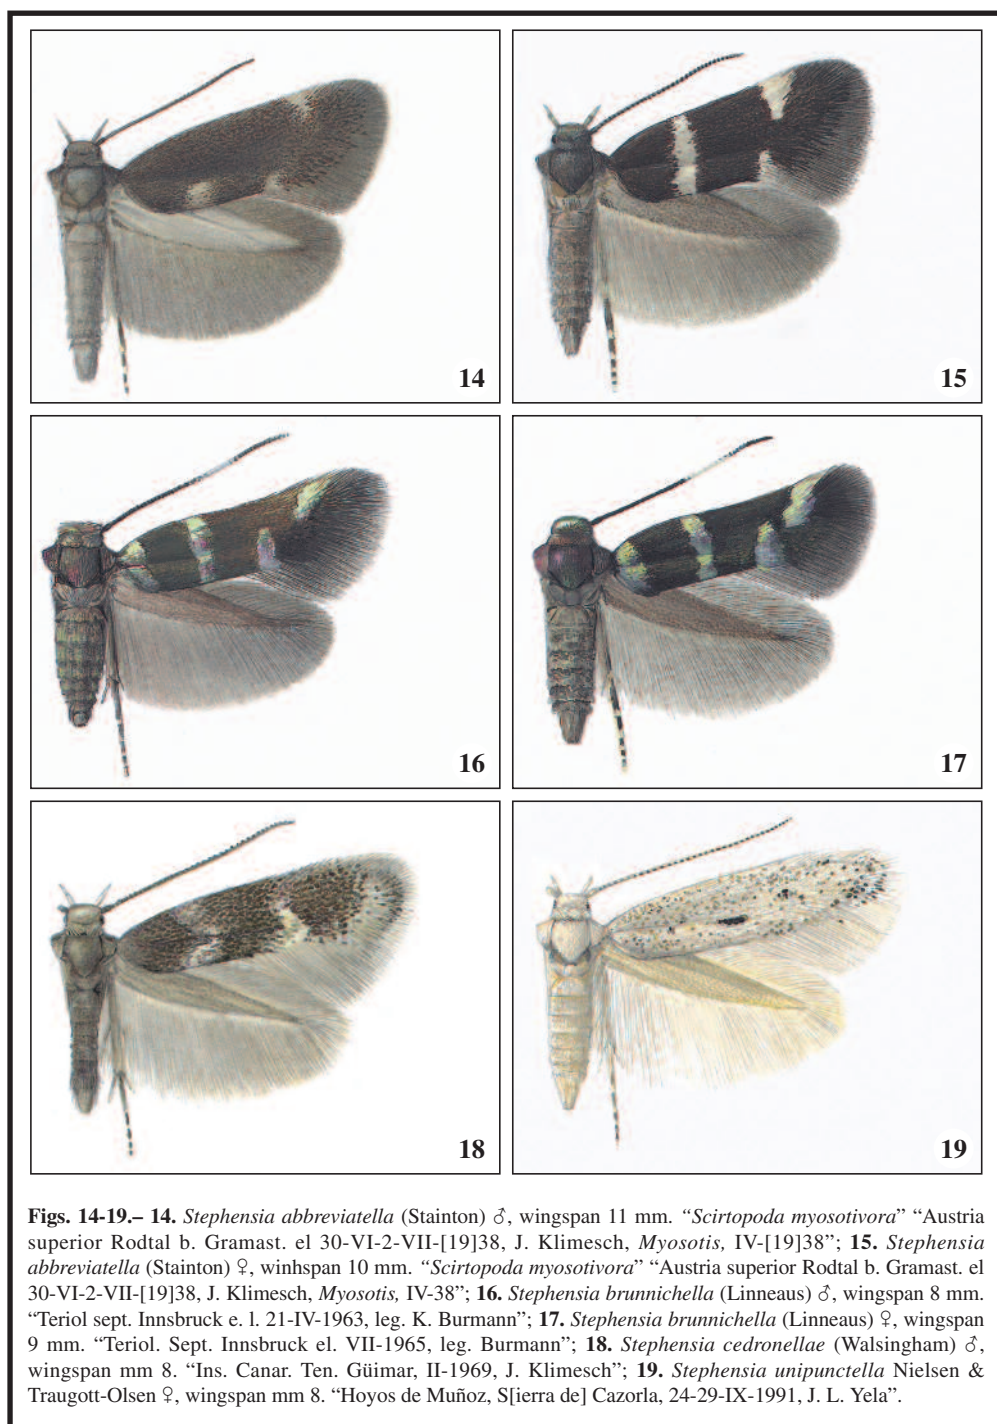 14
15
16
17
18
19
Figs. 14-19.– 14. Stephensia abbreviatella (Stainton) ♂, wingspan 11 mm. “Scirtopoda myosotivora” “Austria
superior Rodtal b. Gramast. el 30-VI-2-VII-[19]38, J. Klimesch, Myosotis, IV-[19]38”; 15. Stephensia
abbreviatella (Stainton) ♀, winhspan 10 mm. “Scirtopoda myosotivora” “Austria superior Rodtal b. Gramast. el
30-VI-2-VII-[19]38, J. Klimesch, Myosotis, IV-38”; 16. Stephensia brunnichella (Linneaus) ♂, wingspan 8 mm.
“Teriol sept. Innsbruck e. l. 21-IV-1963, leg. K. Burmann”; 17. Stephensia brunnichella (Linneaus) ♀, wingspan
9 mm. “Teriol. Sept. Innsbruck el. VII-1965, leg. Burmann”; 18. Stephensia cedronellae (Walsingham) ♂,
wingspan mm 8. “Ins. Canar. Ten. Güimar, II-1969, J. Klimesch”; 19. Stephensia unipunctella Nielsen &
Traugott-Olsen ♀, wingspan mm 8. “Hoyos de Muñoz, S[ierra de] Cazorla, 24-29-IX-1991, J. L. Yela”.